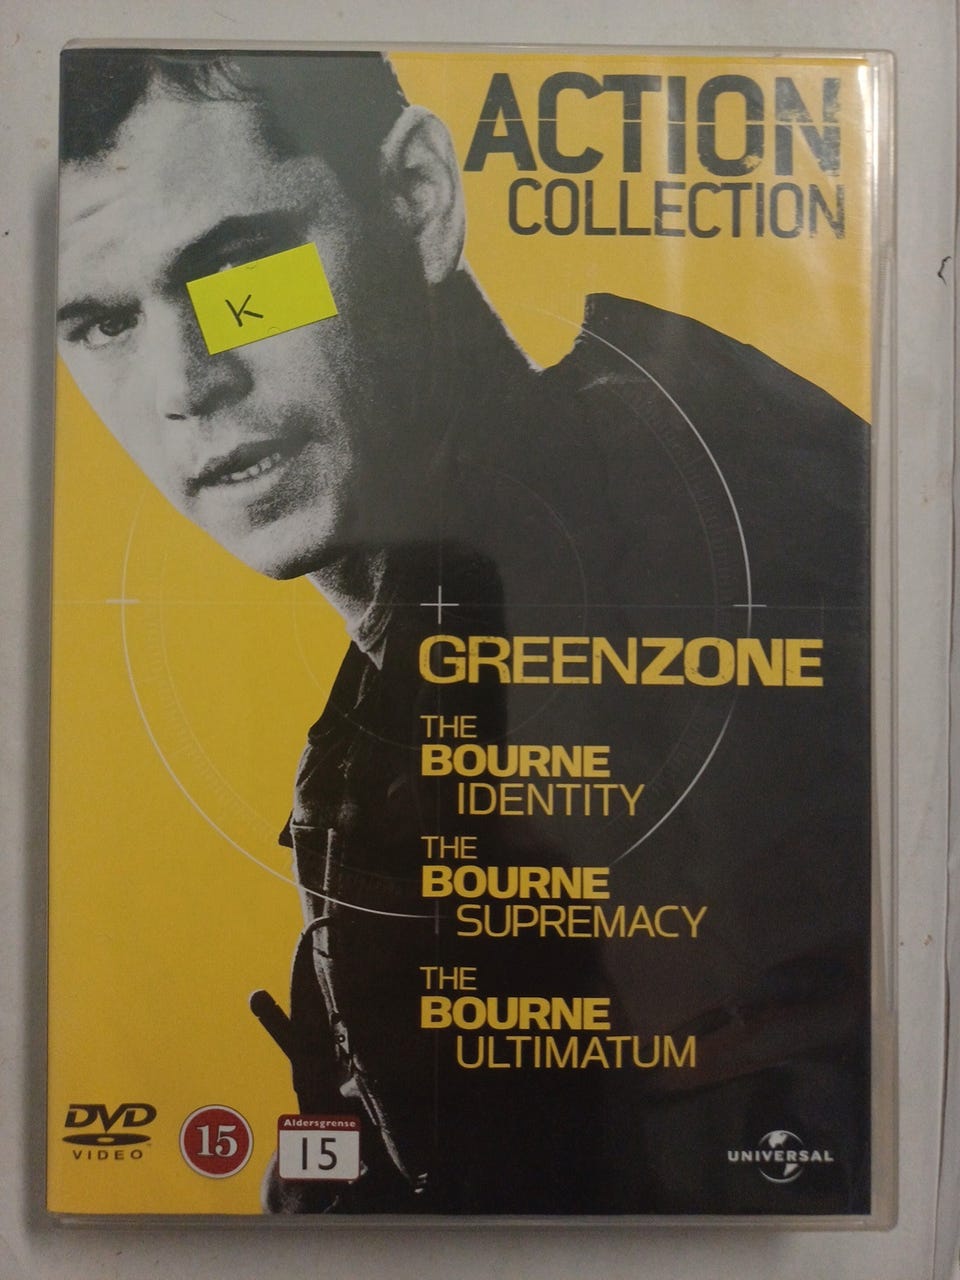 ACTION
COLLECTION
K
GREENZONE
THE
BOURNE
IDENTITY
THE
BOURNE
SUPREMACY
THE
BOURNE
ULTIMATUM
DVD
VIDEO
15
Aldersgrense
15
UNIVERSAL